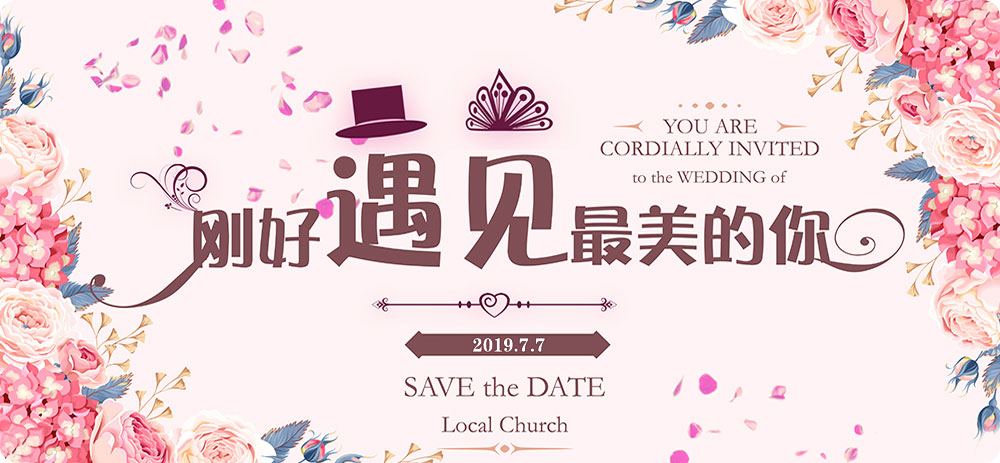 YOU ARE
CORDIALLY INVITED
to the WEDDING of
刚好遇见最美的你
2019.7.7
SAVE the DATE
Local Church